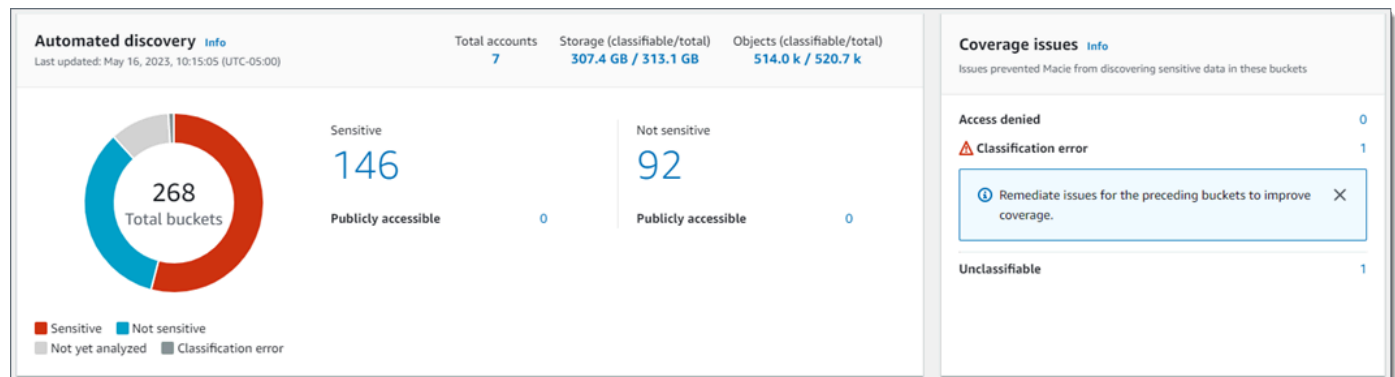 Automated discovery Info
Last updated: May 16, 2023, 10:15:05 (UTC-05:00)
Total accounts
7
Storage (classifiable/total)
307.4 GB / 313.1 GB
Objects (classifiable/total)
514.0 k / 520.7 k
268
Total buckets
Sensitive
146
Publicly accessible 0
Not sensitive
92
Publicly accessible 0
Sensitive Not sensitive
Not yet analyzed Classification error
Coverage issues Info
Issues prevented Macie from discovering sensitive data in these buckets
Access denied 0
Classification error 1
Remediate issues for the preceding buckets to improve
coverage.
Unclassifiable 1